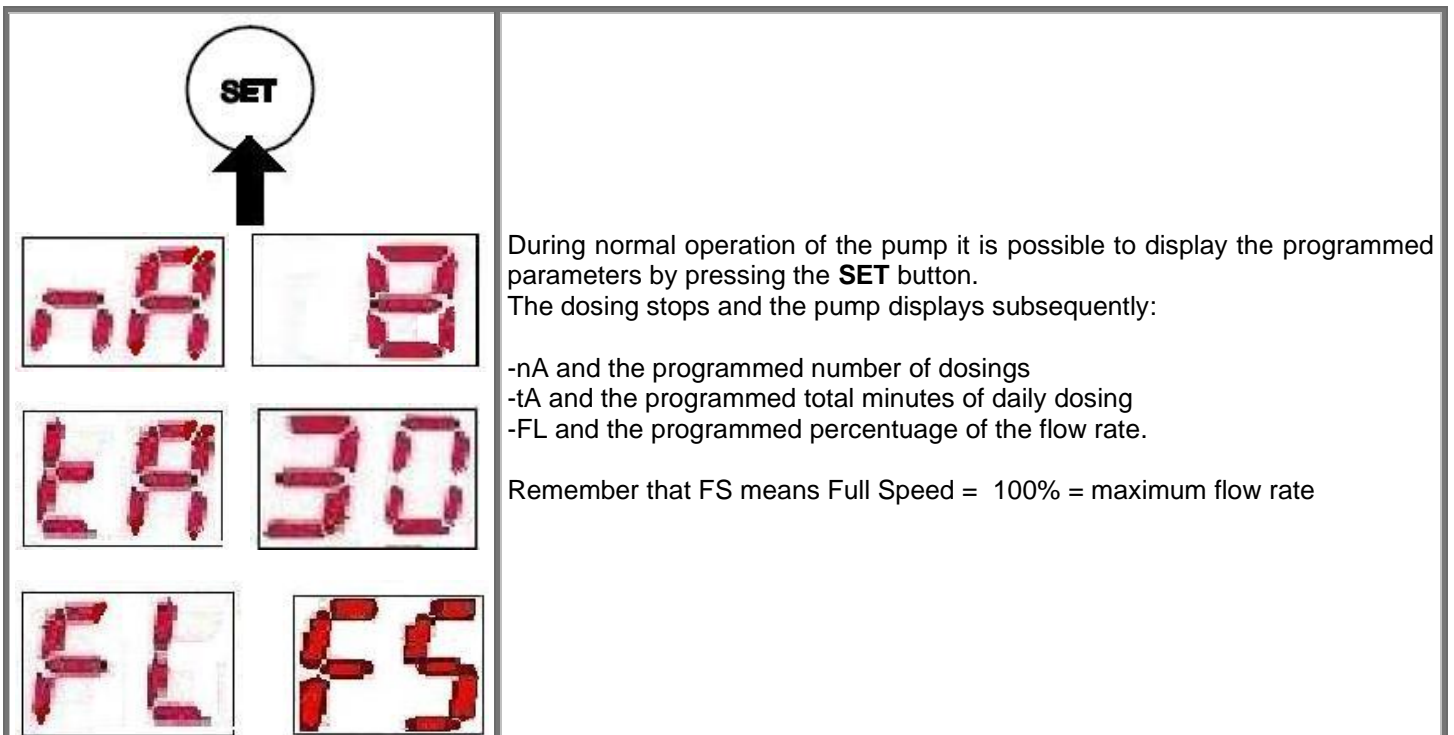 SET
nA 8
tA 30
FL FS
During normal operation of the pump it is possible to display the programmed
parameters by pressing the SET button.
The dosing stops and the pump displays subsequently:
-nA and the programmed number of dosings
-tA and the programmed total minutes of daily dosing
-FL and the programmed percentuage of the flow rate.
Remember that FS means Full Speed = 100% = maximum flow rate